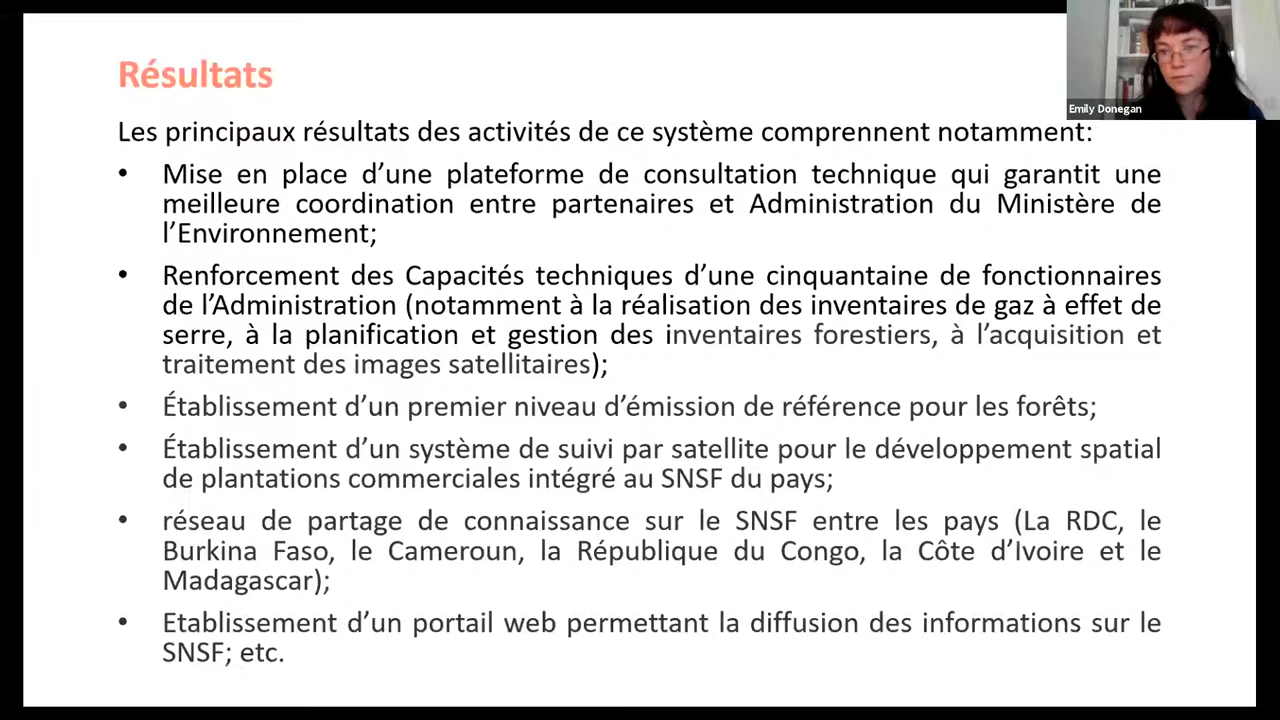 Résultats
Emily Donegan
Les principaux résultats des activités de ce système comprennent notamment:
• Mise en place d’une plateforme de consultation technique qui garantit une
meilleure coordination entre partenaires et Administration du Ministère de
l’Environnement;
• Renforcement des Capacités techniques d’une cinquantaine de fonctionnaires
de l’Administration (notamment à la réalisation des inventaires de gaz à effet de
serre, à la planification et gestion des inventaires forestiers, à l’acquisition et
traitement des images satellitaires);
• Établissement d’un premier niveau d’émission de référence pour les forêts;
• Établissement d’un système de suivi par satellite pour le développement spatial
de plantations commerciales intégré au SNSF du pays;
• réseau de partage de connaissance sur le SNSF entre les pays (La RDC, le
Burkina Faso, le Cameroun, la République du Congo, la Côte d’Ivoire et le
Madagascar);
• Etablissement d’un portail web permettant la diffusion des informations sur le
SNSF; etc.